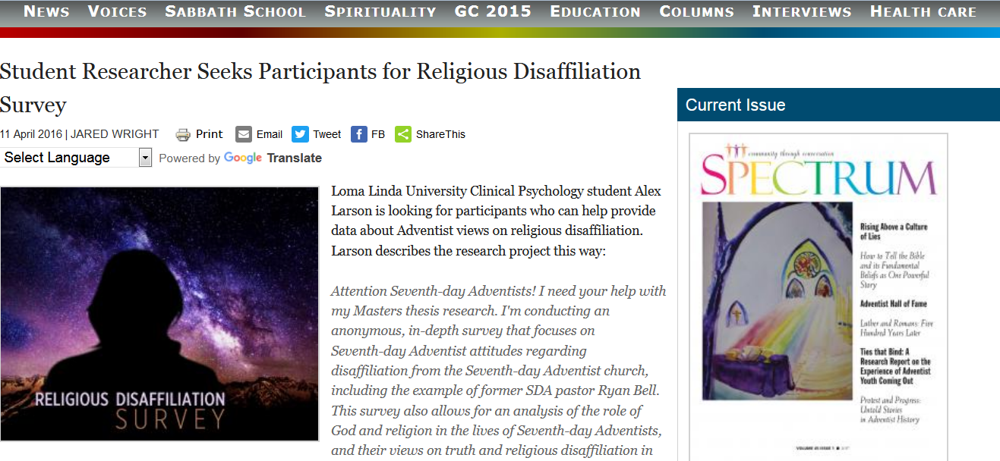 NEWS VOICES SABBATH SCHOOL SPIRITUALITY GC 2015 EDUCATION COLUMNS INTERVIEWS HEALTH CARE
Student Researcher Seeks Participants for Religious Disaffiliation
Survey
11 April 2016 | JARED WRIGHT Print Email Tweet FB ShareThis
Select Language Powered by Google Translate
RELIGIOUS DISAFFILIATION
SURVEY
Loma Linda University Clinical Psychology student Alex
Larson is looking for participants who can help provide
data about Adventist views on religious disaffiliation.
Larson describes the research project this way:
Attention Seventh-day Adventists! I need your help with
my Masters thesis research. I'm conducting an
anonymous, in-depth survey that focuses on
Seventh-day Adventist attitudes regarding
disaffiliation from the Seventh-day Adventist church,
including the example of former SDA pastor Ryan Bell.
This survey also allows for an analysis of the role of
God and religion in the lives of Seventh-day Adventists,
and their views on truth and religious disaffiliation in
Current Issue
community through conversation
SPECTRUM
Rising Above a Culture
of Lies
How to Tell the Bible
and its Fundamental
Beliefs as One Powerful
Story
Adventist Hall of Fame
Luther and Romans: Five
Hundred Years Later
Ties that Bind: A
Research Report on the
Experience of Adventist
Youth Coming Out
Protest and Progress:
Untold Stories
in Adventist History